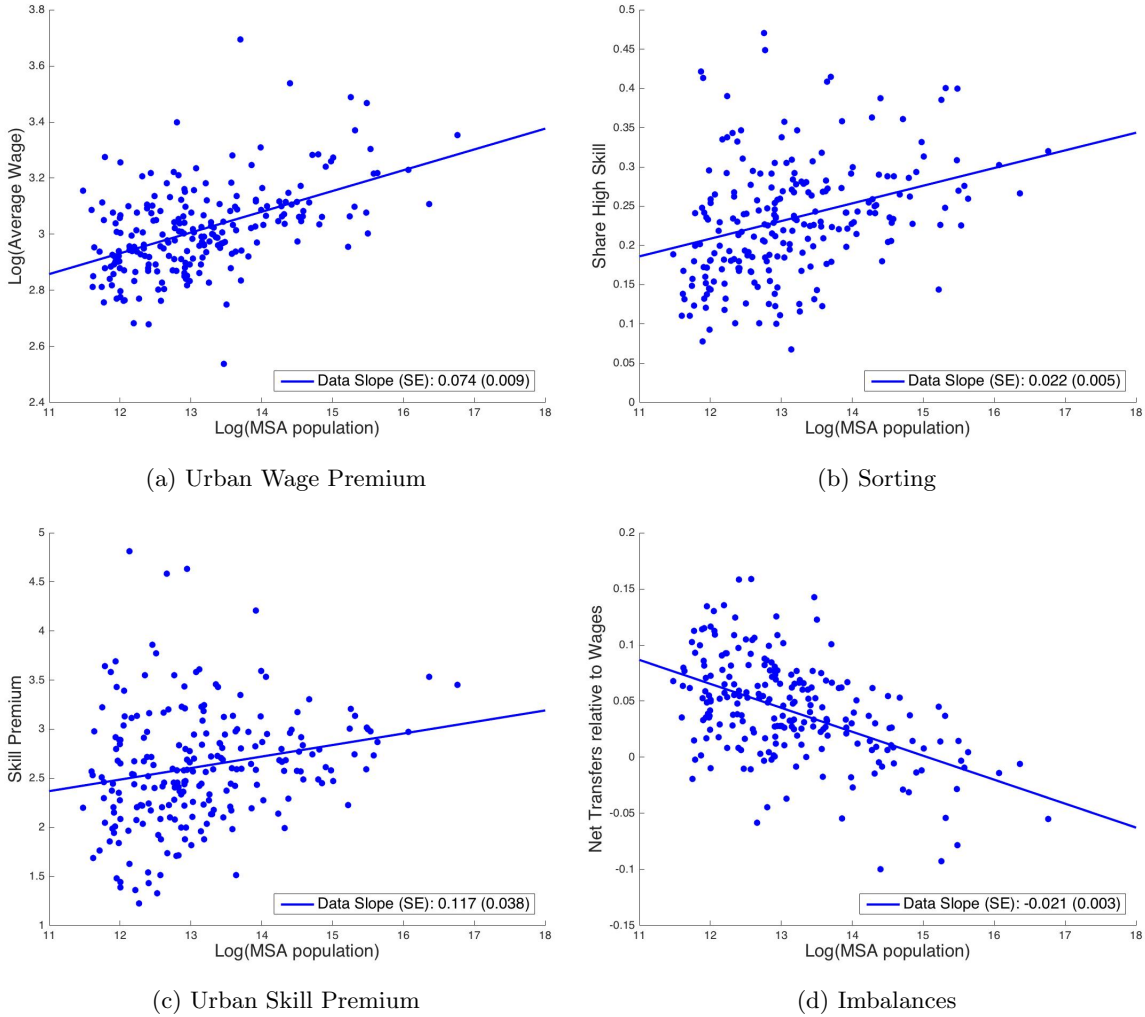 3.8
3.6
3.4
3.2
3
2.8
2.6
2.4
Log(Average Wage)
Data Slope (SE): 0.074 (0.009)
11 12 13 14 15 16 17 18
Log(MSA population)
(a) Urban Wage Premium
0.5
0.45
0.4
0.35
0.3
0.25
0.2
0.15
0.1
0.05
0
Share High Skill
Data Slope (SE): 0.022 (0.005)
11 12 13 14 15 16 17 18
Log(MSA population)
(b) Sorting
5
4.5
4
3.5
3
2.5
2
1.5
1
Skill Premium
Data Slope (SE): 0.117 (0.038)
11 12 13 14 15 16 17 18
Log(MSA population)
(c) Urban Skill Premium
0.2
0.15
0.1
0.05
0
-0.05
-0.1
-0.15
Net Transfers relative to Wages
Data Slope (SE): -0.021 (0.003)
11 12 13 14 15 16 17 18
Log(MSA population)
(d) Imbalances